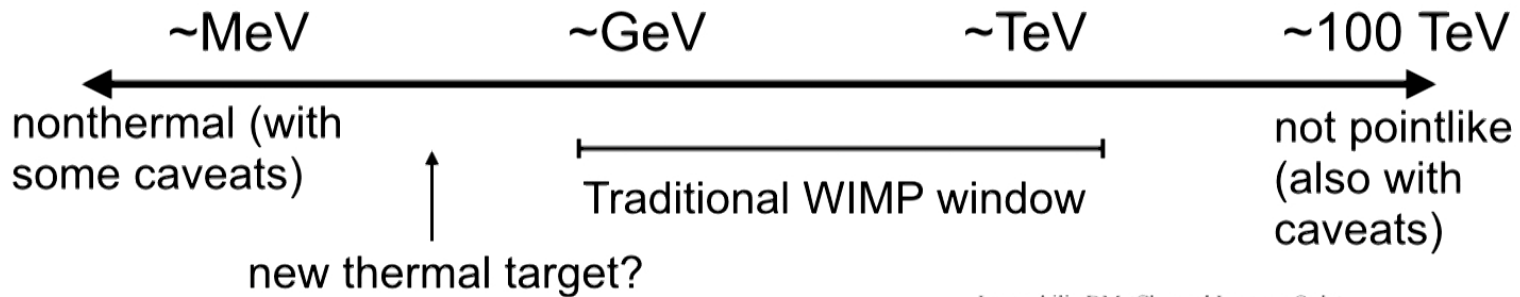 ~MeV ~GeV ~TeV ~100 TeV
nonthermal (with
some caveats)
not pointlike
(also with
caveats)
Traditional WIMP window
new thermal target?